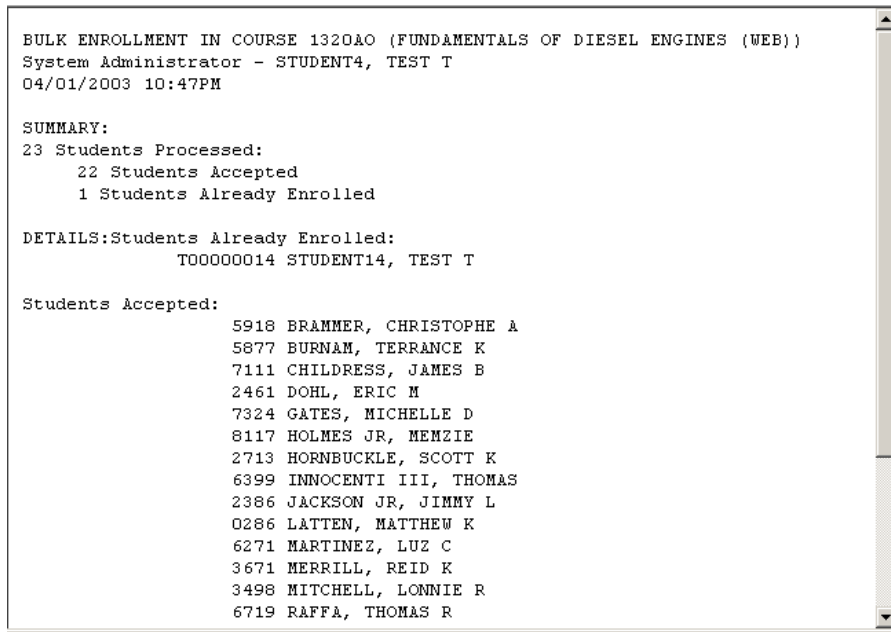 BULK ENROLLMENT IN COURSE 1320AO (FUNDAMENTALS OF DIESEL ENGINES (WEB))
System Administrator - STUDENT4, TEST T
04/01/2003 10:47PM
SUMMARY:
23 Students Processed:
22 Students Accepted
1 Students Already Enrolled
DETAILS:Students Already Enrolled:
T00000014 STUDENT14, TEST T
Students Accepted:
5918 BRAMMER, CHRISTOPHE A
5877 BURNAM, TERRANCE K
7111 CHILDRESS, JAMES B
2461 DOHL, ERIC M
7324 GATES, MICHELLE D
8117 HOLMES JR, MEMZIE
2713 HORNBUCKLE, SCOTT K
6399 INNOCENTI III, THOMAS
2386 JACKSON JR, JIMMY L
0286 LATTEN, MATTHEW K
6271 MARTINEZ, LUZ C
3671 MERRILL, REID K
3498 MITCHELL, LONNIE R
6719 RAFFA, THOMAS R